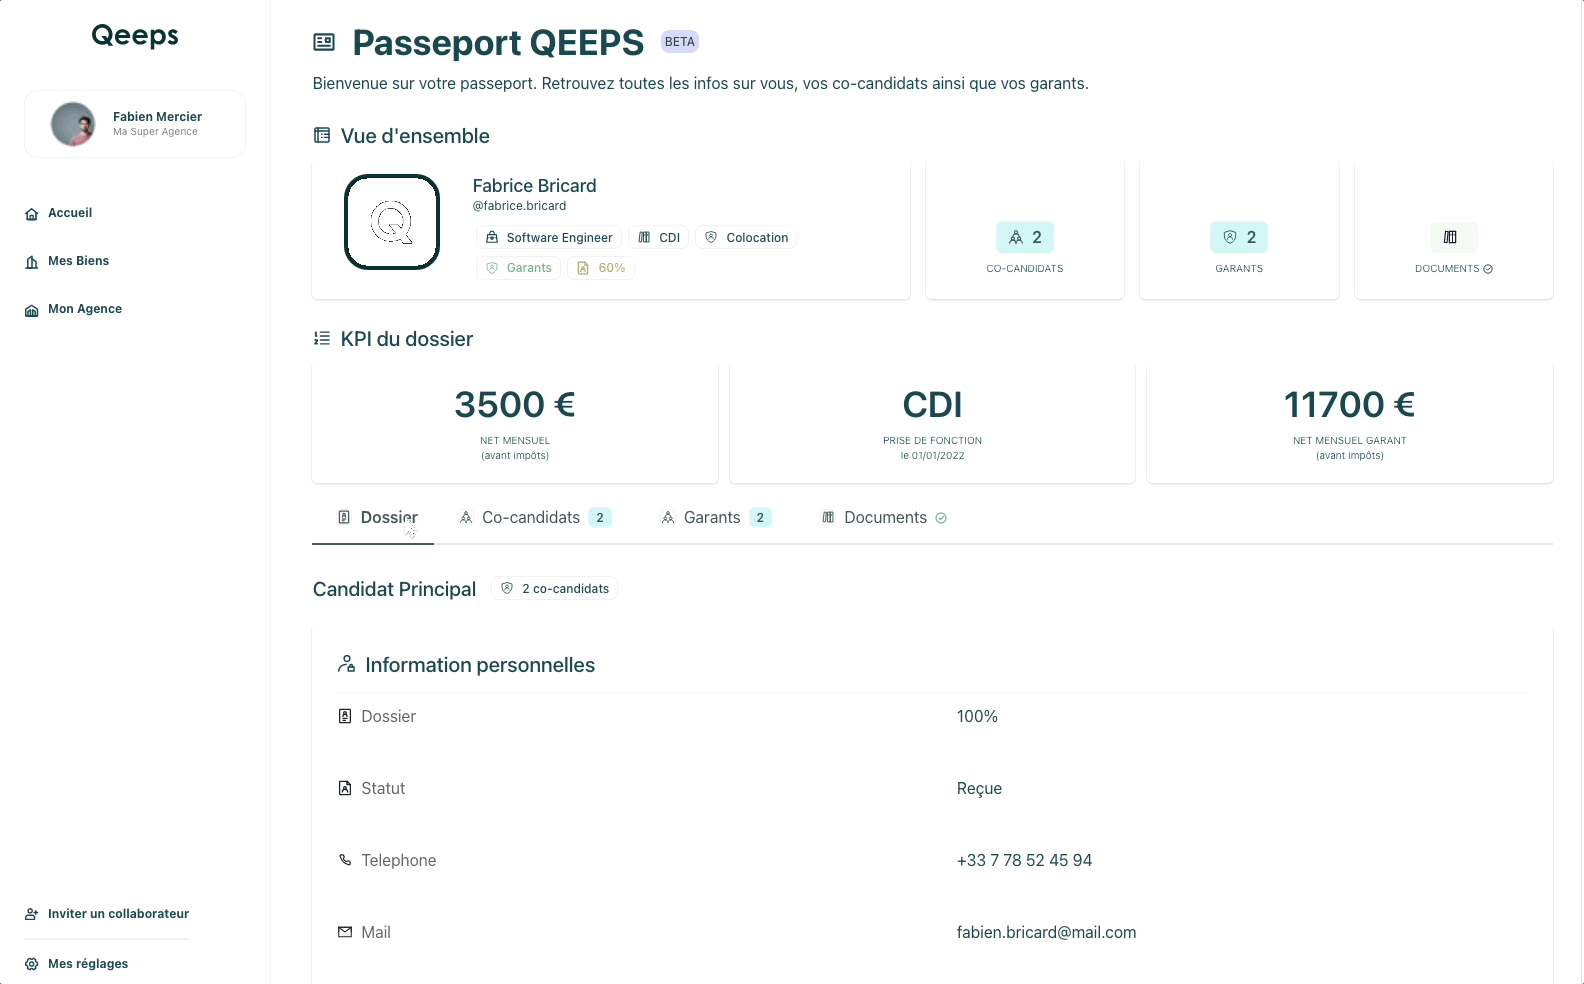 Qeeps
Fabien Mercier
Ma Super Agence
Accueil
Mes Biens
Mon Agence
Inviter un collaborateur
Mes réglages
Passeport QEEPS BETA
Bienvenue sur votre passeport. Retrouvez toutes les infos sur vous, vos co-candidats ainsi que vos garants.
Vue d'ensemble
Q
Fabrice Bricard
@fabrice.bricard
Software Engineer CDI Colocation
Garants 60%
2
CO-CANDIDATS
2
GARANTS
DOCUMENTS
KPI du dossier
3500 €
NET MENSUEL
(avant impôts)
CDI
PRISE DE FONCTION
le 01/01/2022
11700 €
NET MENSUEL GARANT
(avant impôts)
Dossier Co-candidats 2 Garants 2 Documents
Candidat Principal 2 co-candidats
Information personnelles
Dossier 100%
Statut Reçue
Telephone +33 7 78 52 45 94
Mail fabien.bricard@mail.com